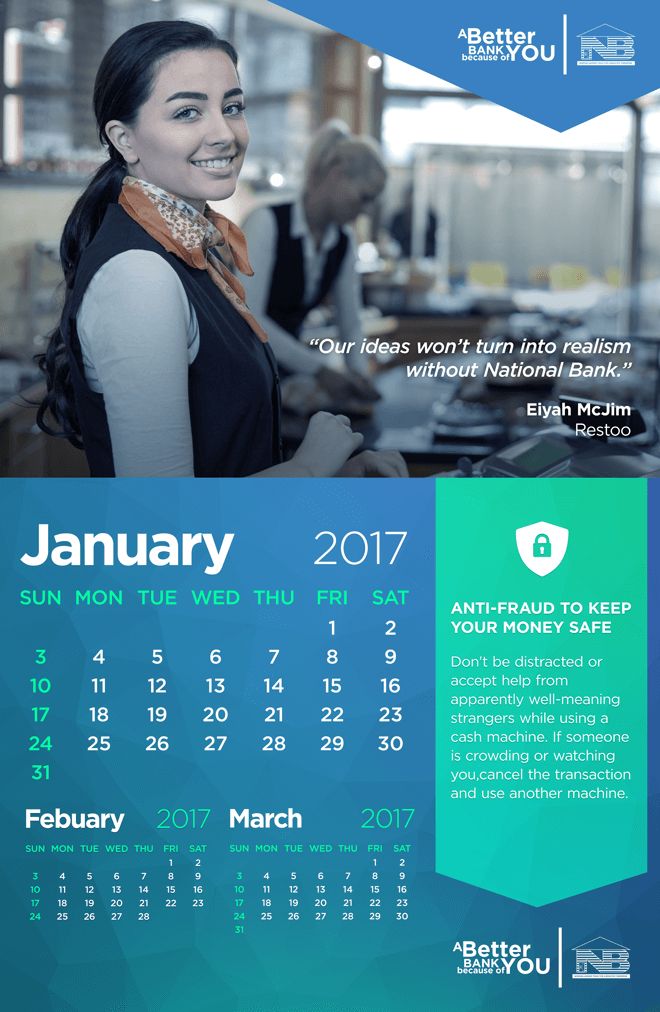 A Better
BANK
because of YOU
NB
“Our ideas won’t turn into realism
without National Bank.”
Eiyah McJim
Restoo
January 2017
SUN MON TUE WED THU FRI SAT
1 2
3 4 5 6 7 8 9
10 11 12 13 14 15 16
17 18 19 20 21 22 23
24 25 26 27 28 29 30
31
Febuary 2017
SUN MON TUE WED THU FRI SAT
1 2
3 4 5 6 7 8 9
10 11 12 13 14 15 16
17 18 19 20 21 22 23
24 25 26 27 28
March 2017
SUN MON TUE WED THU FRI SAT
1 2
3 4 5 6 7 8 9
10 11 12 13 14 15 16
17 18 19 20 21 22 23
24 25 26 27 28 29 30
31
ANTI-FRAUD TO KEEP
YOUR MONEY SAFE
Don't be distracted or
accept help from
apparently well-meaning
strangers while using a
cash machine. If someone
is crowding or watching
you,cancel the transaction
and use another machine.
A Better
BANK
because of YOU
NB